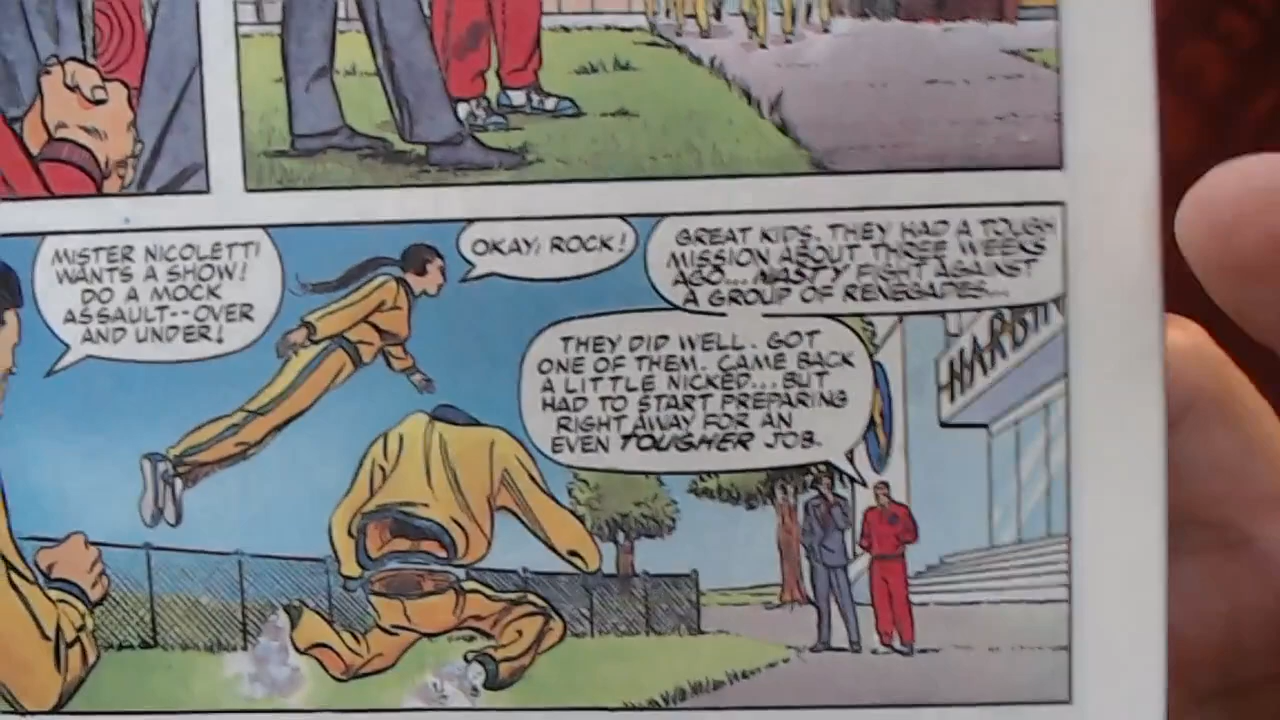 MISTER NICOLETTI
WANTS A SHOW!
DO A MOCK
ASSAULT--OVER
AND UNDER!
OKAY, ROCK!
GREAT KIDS. THEY HAD A TOUGH
MISSION ABOUT THREE WEEKS
AGO... NASTY FIGHT AGAINST
A GROUP OF RENEGADES...
THEY DID WELL. GOT
ONE OF THEM. CAME BACK
A LITTLE NICKED... BUT
HAD TO START PREPARING
RIGHT AWAY FOR AN
EVEN TOUGHER JOB.
HARBIN